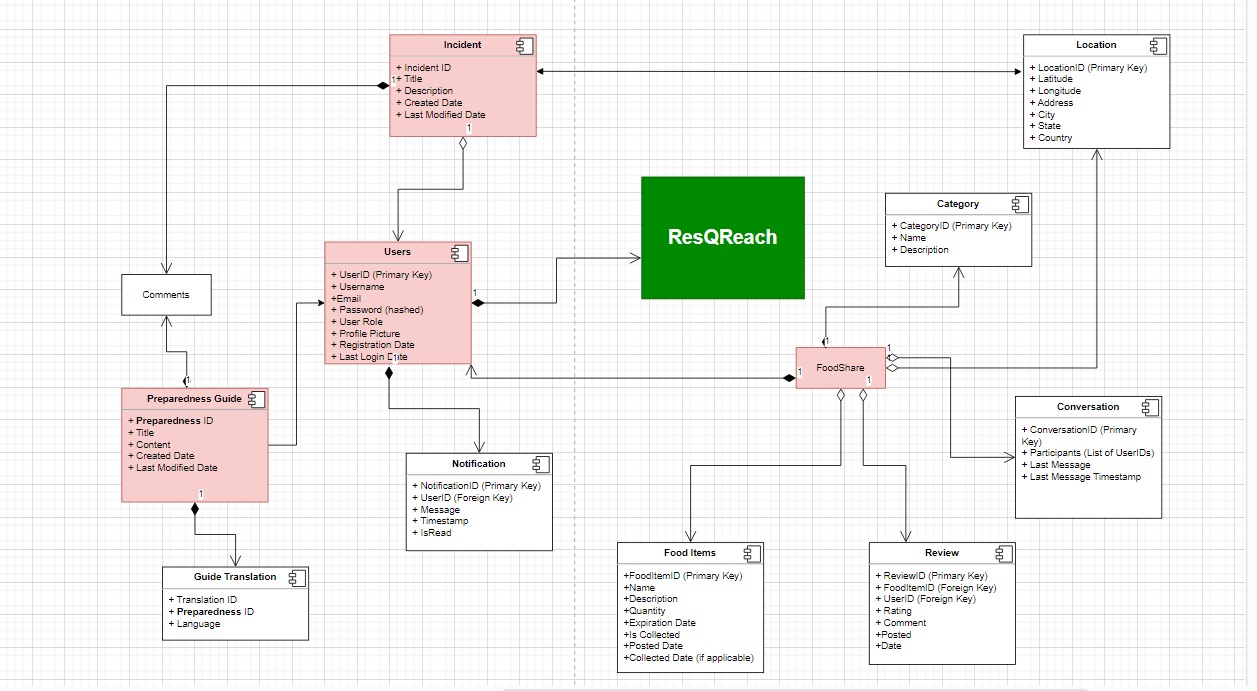 Incident
+ Incident ID
1+ Title
+ Description
+ Created Date
+ Last Modified Date
1
Location
+ LocationID (Primary Key)
+ Latitude
+ Longitude
+ Address
+ City
+ State
+ Country
ResQReach
Category
+ CategoryID (Primary Key)
+ Name
+ Description
Users
+ UserID (Primary Key)
+ Username
+Email
+ Password (hashed)
+ User Role
+ Profile Picture
+ Registration Date
+ Last Login Date
1
1
Comments
1
FoodShare
1
1
1
1
Preparedness Guide
+ Preparedness ID
+ Title
+ Content
+ Created Date
+ Last Modified Date
1
1
Conversation
+ ConversationID (Primary
Key)
+ Participants (List of UserIDs)
+ Last Message
+ Last Message Timestamp
Notification
+ NotificationID (Primary Key)
+ UserID (Foreign Key)
+ Message
+ Timestamp
+ IsRead
Food Items
+FoodItemID (Primary Key)
+Name
+Description
+Quantity
+Expiration Date
+Is Collected
+Posted Date
+Collected Date (if applicable)
Review
+ ReviewID (Primary Key)
+ FoodItemID (Foreign Key)
+ UserID (Foreign Key)
+ Rating
+ Comment
+Posted
+Date
Guide Translation
+ Translation ID
+ Preparedness ID
+ Language